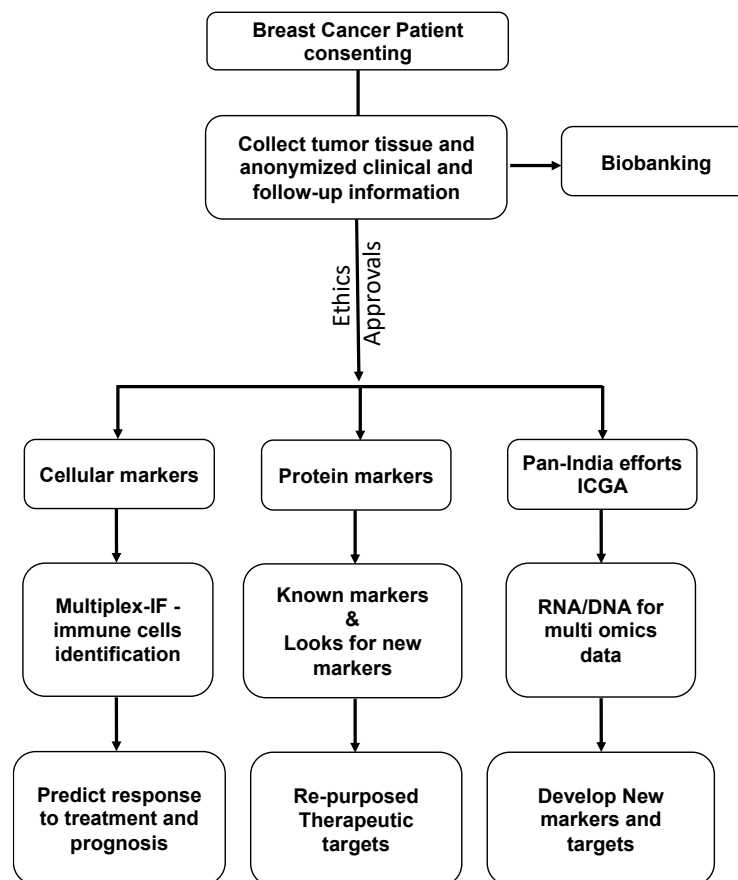 Breast Cancer Patient
consenting
Collect tumor tissue and
anonymized clinical and
follow-up information
Biobanking
Ethics
Approvals
Cellular markers
Protein markers
Pan-India efforts
ICGA
Multiplex-IF -
immune cells
identification
Known markers
&
Looks for new
markers
RNA/DNA for
multi omics
data
Predict response
to treatment and
prognosis
Re-purposed
Therapeutic
targets
Develop New
markers and
targets